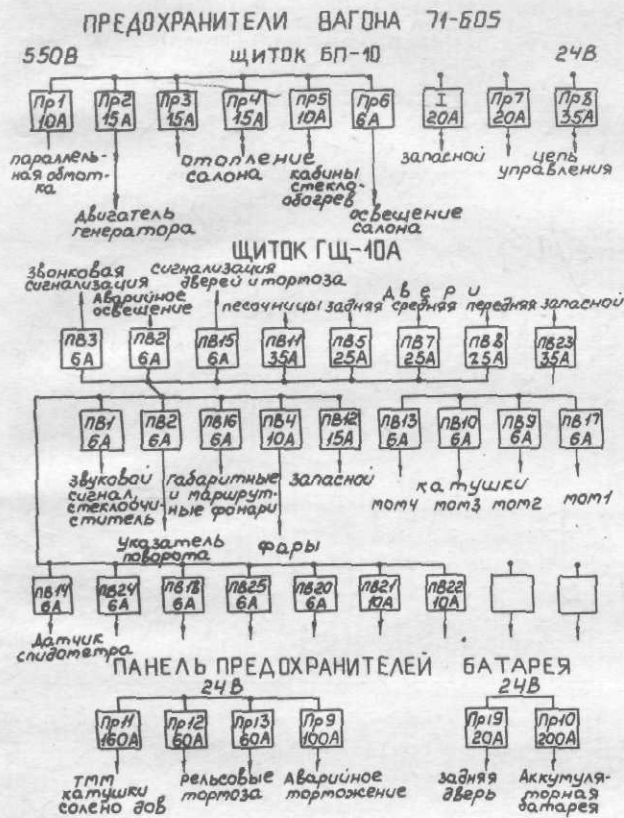 ПРЕДОХРАНИТЕЛИ ВАГОНА 71-605
550В ЩИТОК БП-10 24В
Пр1 Пр2 Пр3 Пр4 Пр5 Пр6 I Пр7 Пр8
10А 15А 15А 15А 10А 6А 20А 20А 35А
параллель- отопление кабины запасной цепь
ная обмот- салона стекло- управления
ка обогрев
двигатель освещение
генератора салона
ЩИТОК ГЩ-10А
Звонковая сигнализация
сигнализация дверей и тормоза
Аварийное двери
освещение песочницы задняя средняя передняя запасной
ПВ3 ПВ2 ПВ15 ПВ11 ПВ5 ПВ7 ПВ8 ПВ23
6А 6А 6А 35А 25А 25А 25А 35А
ПВ1 ПВ2 ПВ16 ПВ4 ПВ12 ПВ13 ПВ10 ПВ9 ПВ17
6А 6А 6А 10А 15А 6А 6А 6А 6А
звуковой габаритные запасной катушки
сигнал, и маршрут- мот4 мот3 мот2 мот1
стеклоочи- ные фонари
ститель
указатель фары
поворота
ПВ14 ПВ24 ПВ18 ПВ25 ПВ20 ПВ21 ПВ22
6А 6А 6А 6А 6А 10А 10А
Датчик
спидометра
ПАНЕЛЬ ПРЕДОХРАНИТЕЛЕЙ БАТАРЕЯ
24В 24В
Пр11 Пр12 Пр13 Пр9 Пр19 Пр10
160А 60А 60А 100А 20А 200А
ТММ рельсовые Аварийное задняя Аккумуля-
катушки тормоза торможение дверь торная
солено дов батарея